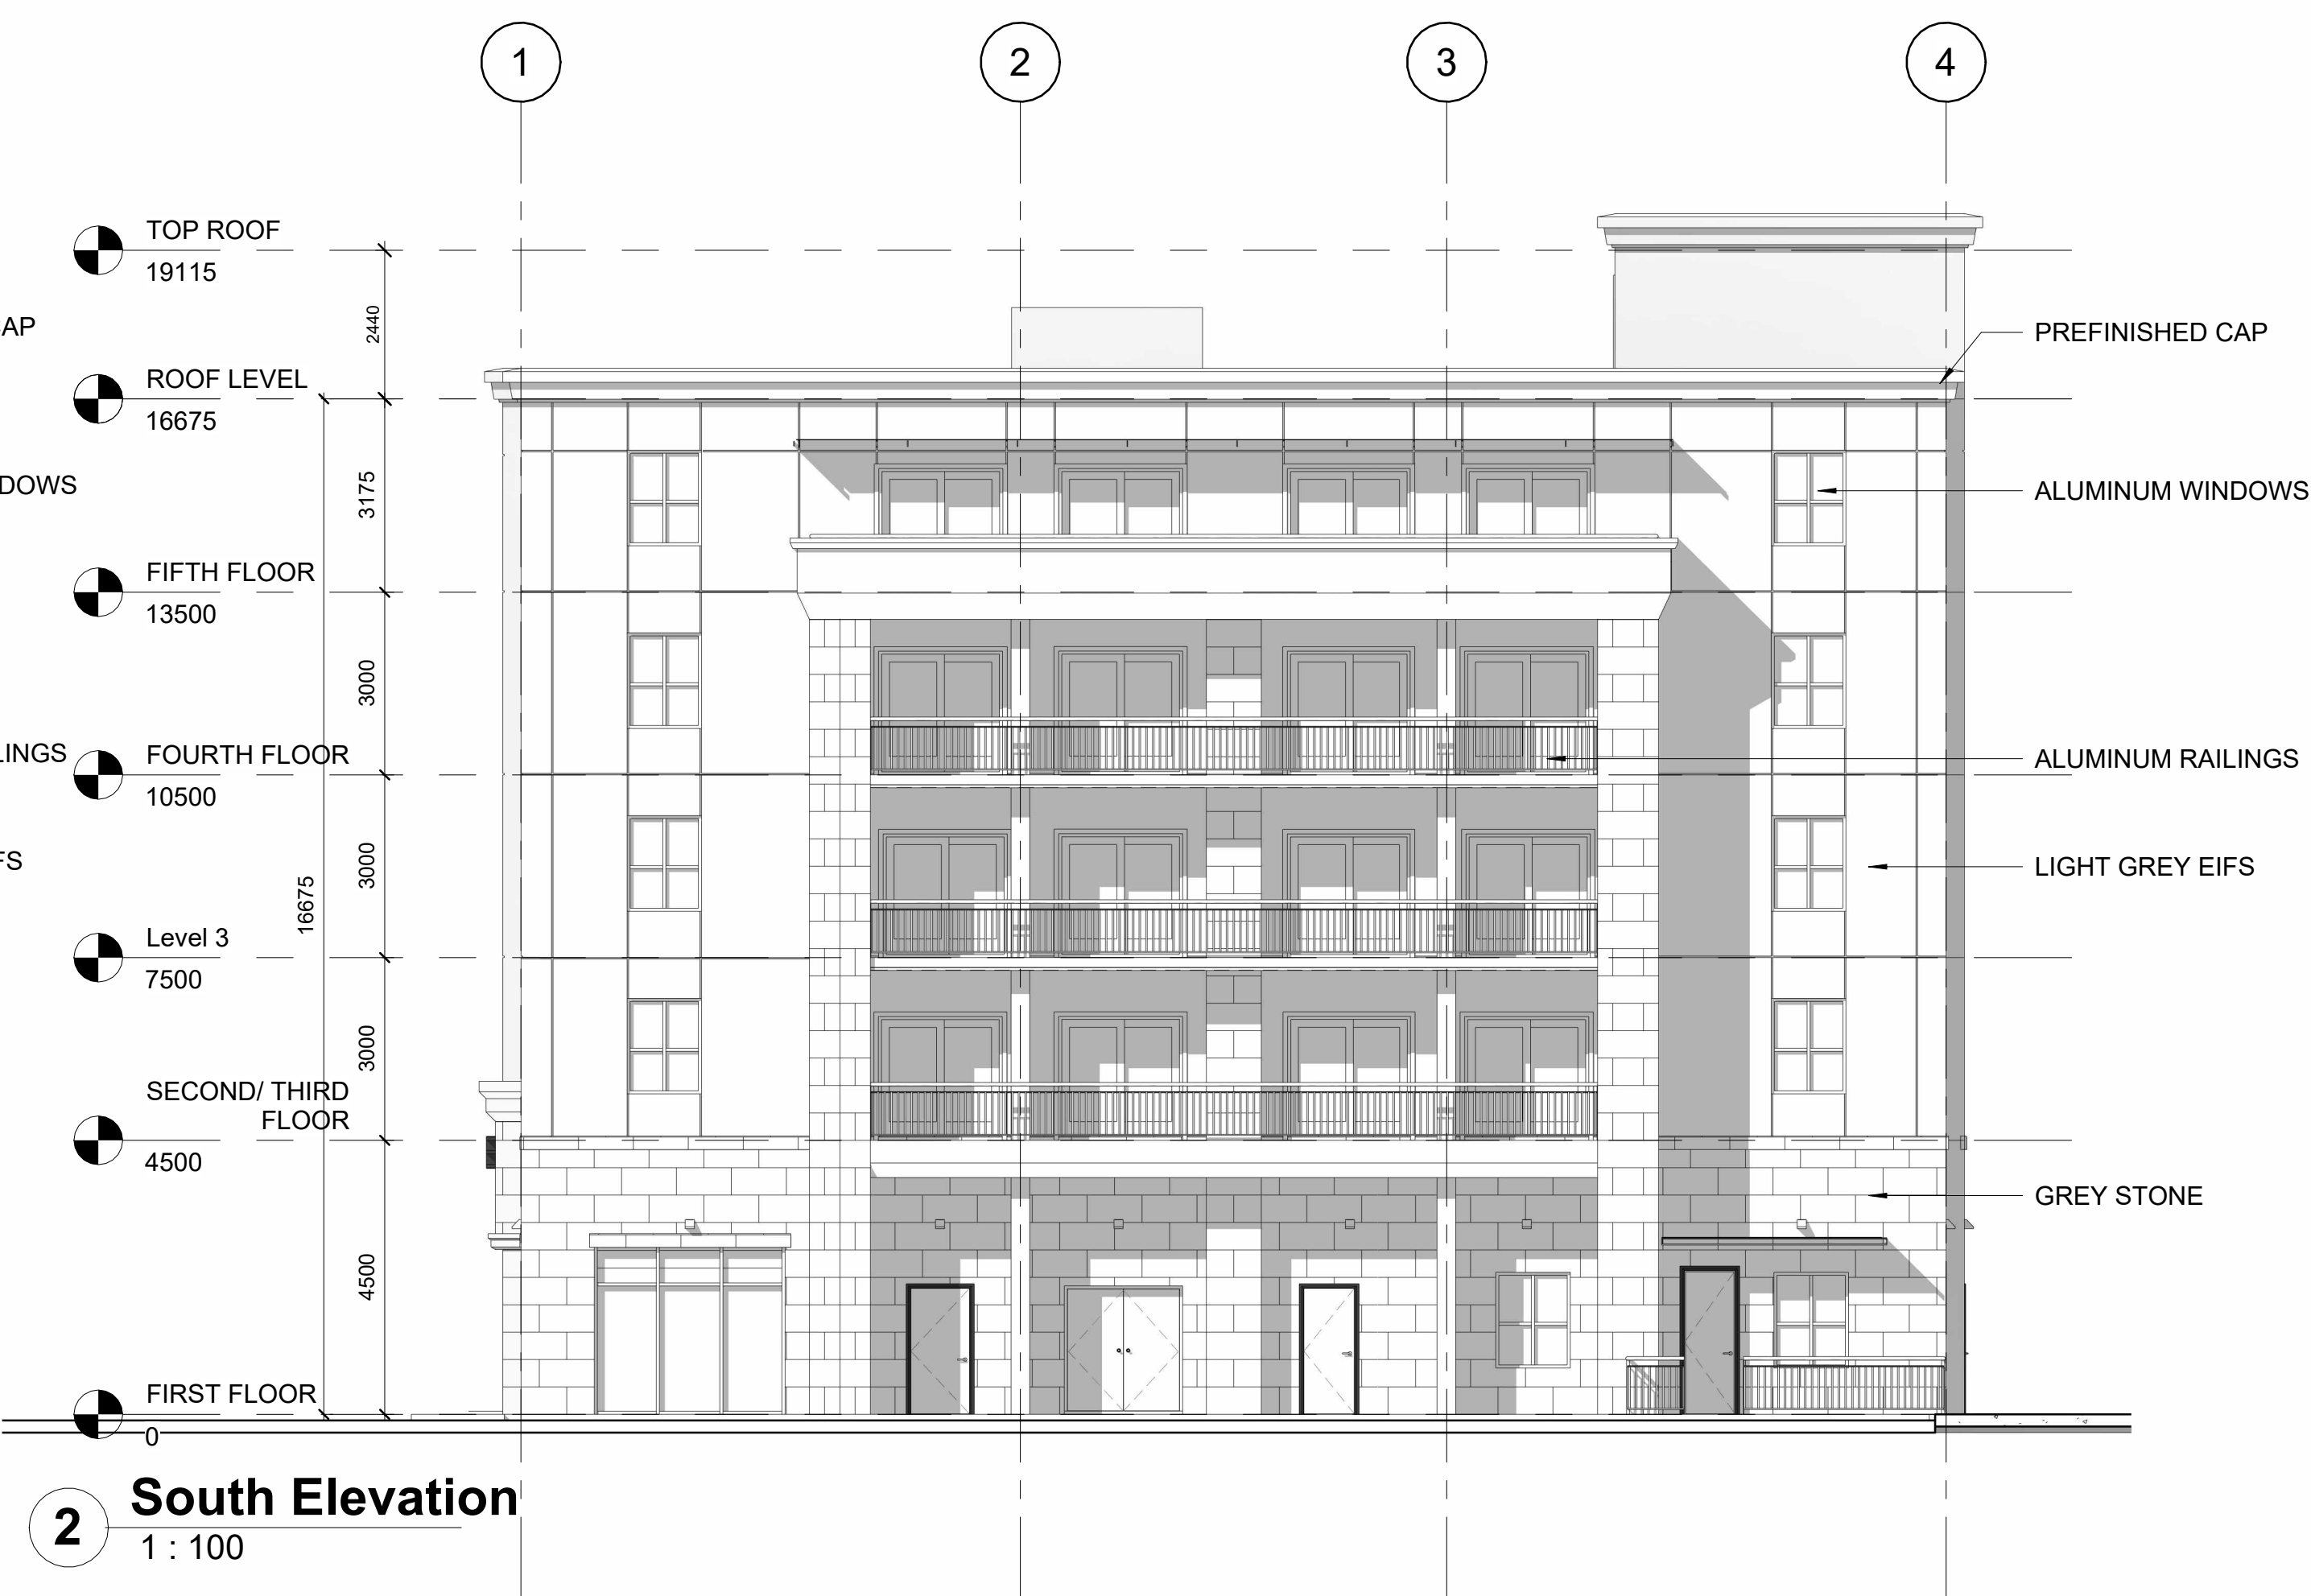 1
2
3
4
TOP ROOF
19115
2440
CAP
PREFINISHED CAP
ROOF LEVEL
16675
3175
DOWS
ALUMINUM WINDOWS
FIFTH FLOOR
13500
3000
LINGS
FOURTH FLOOR
10500
ALUMINUM RAILINGS
3000
FS
LIGHT GREY EIFS
16675
Level 3
7500
3000
SECOND/ THIRD
FLOOR
4500
GREY STONE
4500
FIRST FLOOR
0
2
South Elevation
1 : 100